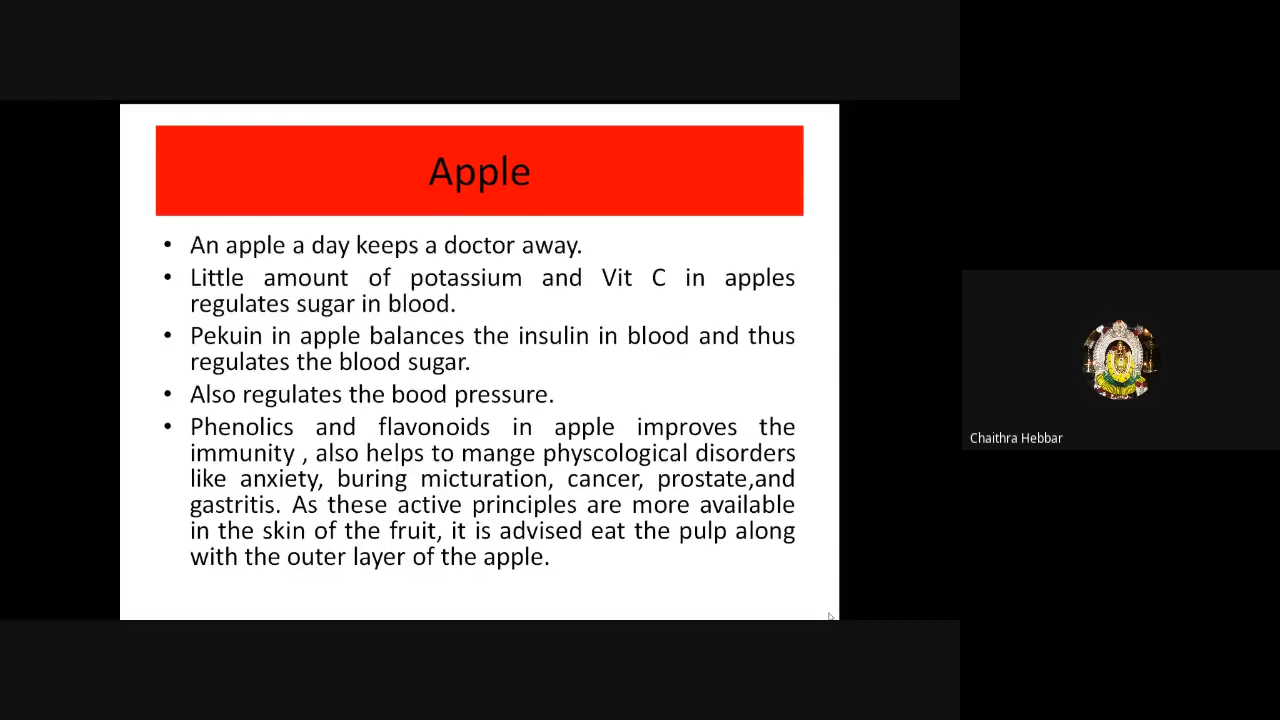 Apple
• An apple a day keeps a doctor away.
• Little amount of potassium and Vit C in apples
regulates sugar in blood.
• Pekuin in apple balances the insulin in blood and thus
regulates the blood sugar.
• Also regulates the bood pressure.
• Phenolics and flavonoids in apple improves the
immunity , also helps to mange physcological disorders
like anxiety, buring micturation, cancer, prostate,and
gastritis. As these active principles are more available
in the skin of the fruit, it is advised eat the pulp along
with the outer layer of the apple.
Chaithra Hebbar